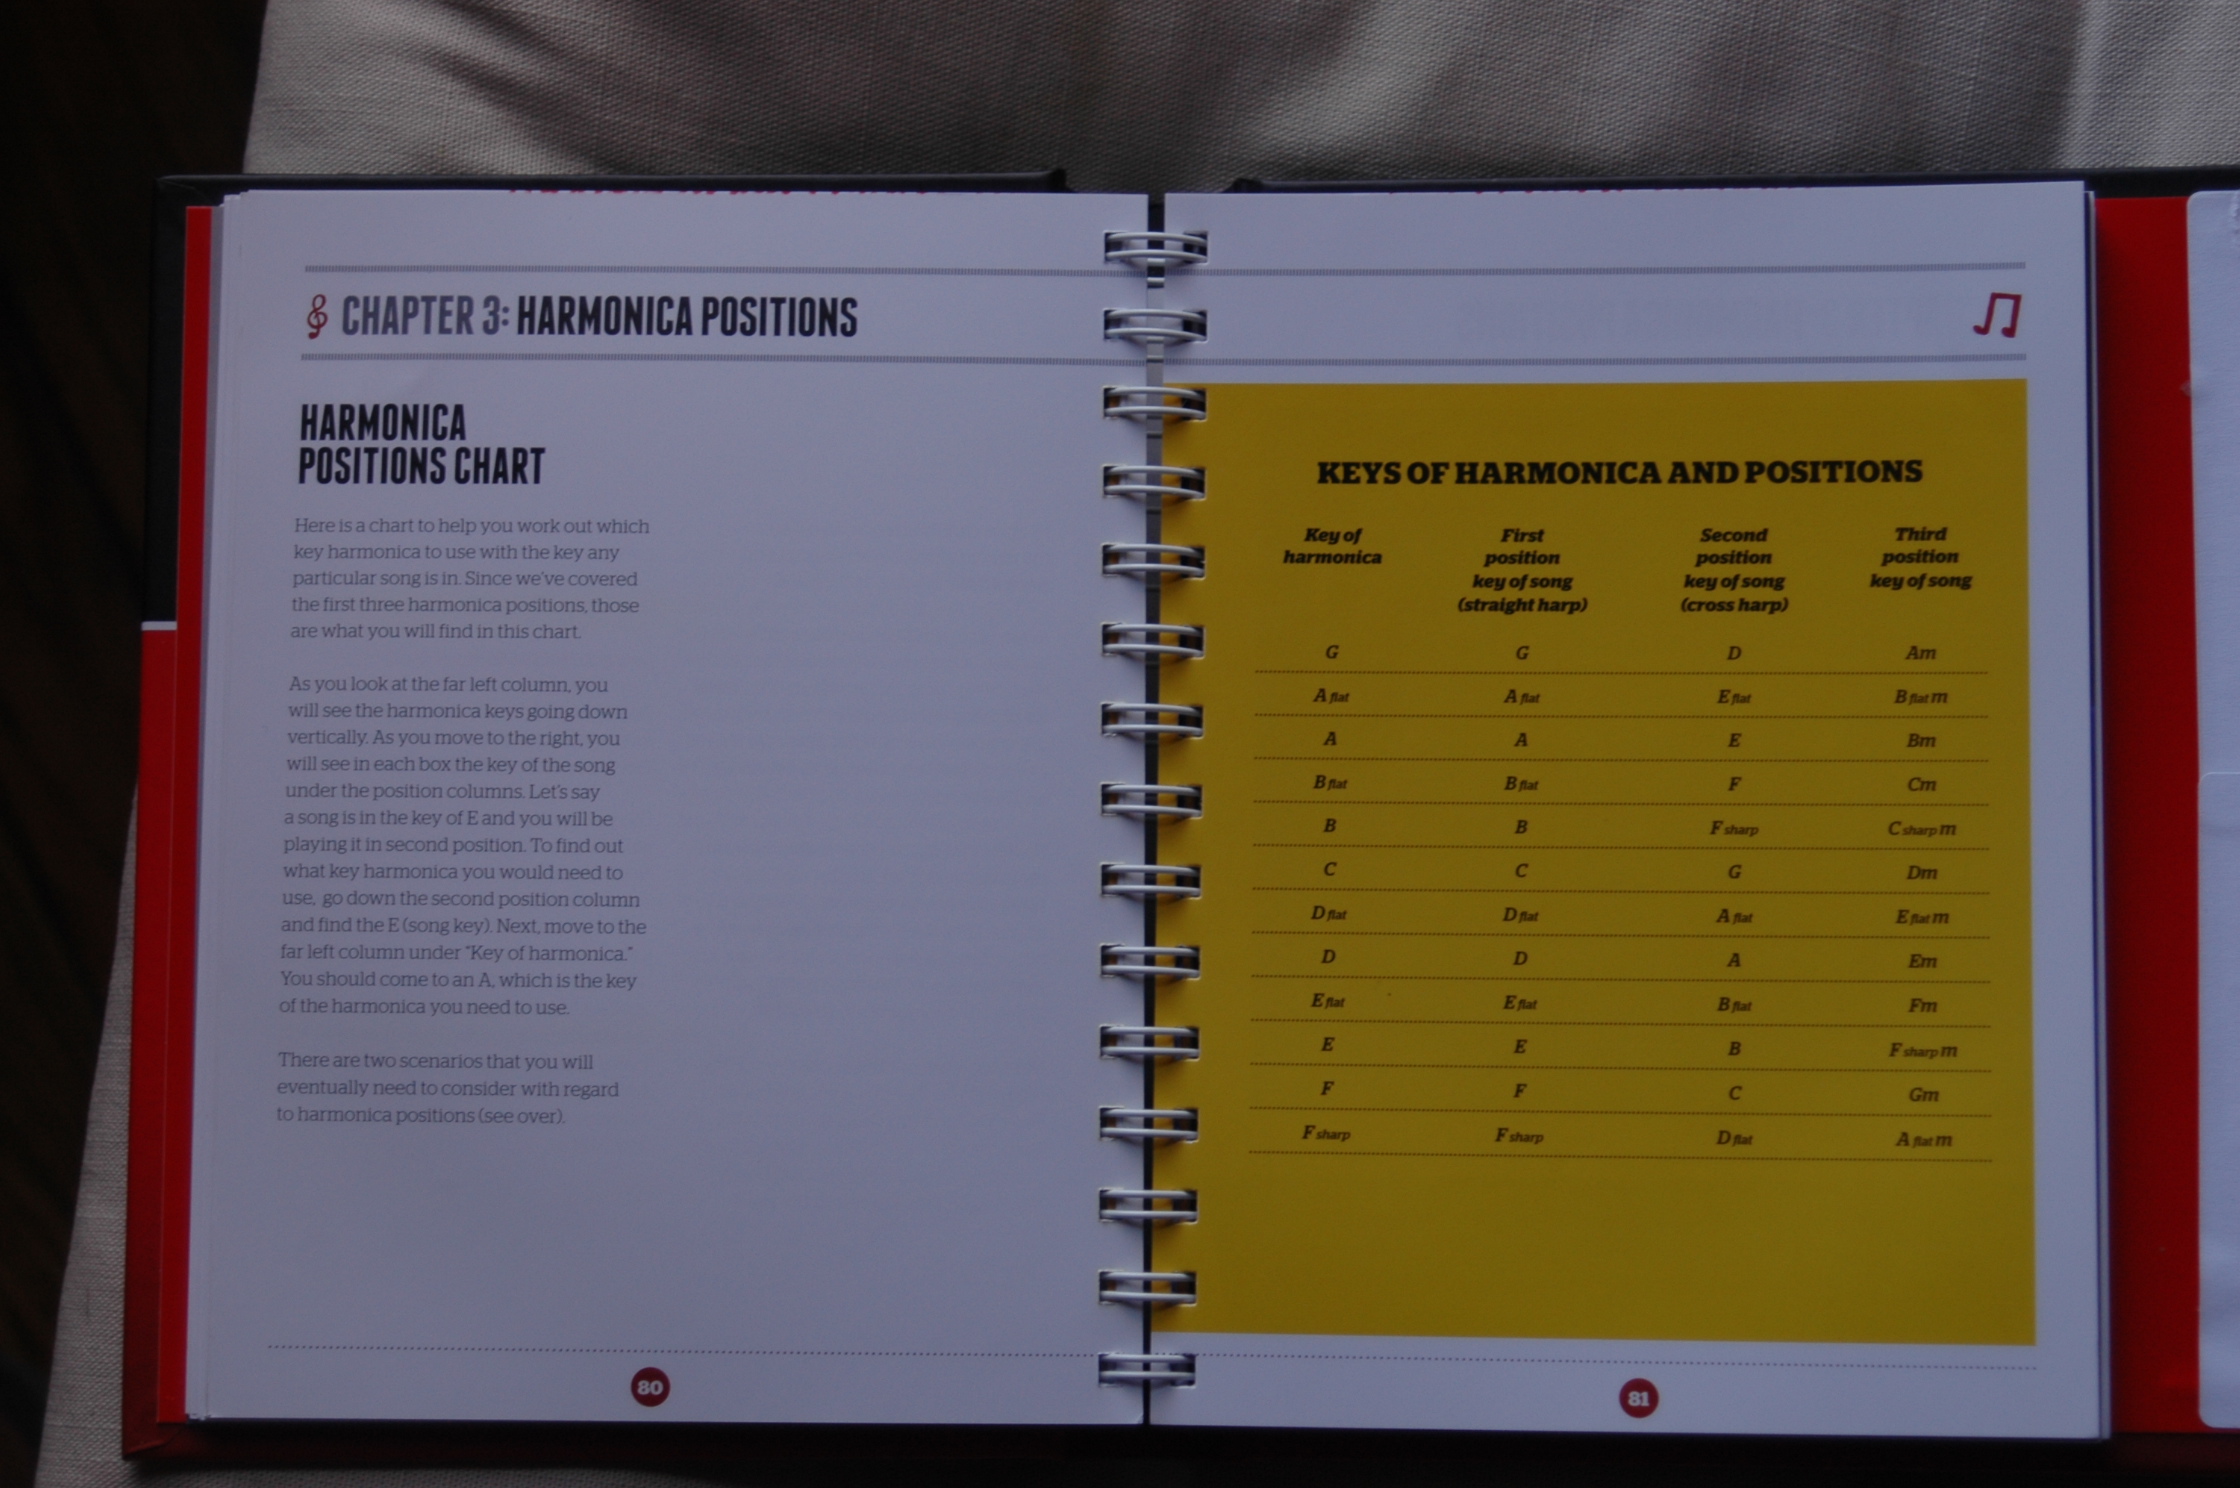 CHAPTER 3: HARMONICA POSITIONS
HARMONICA
POSITIONS CHART
Here is a chart to help you work out which
key harmonica to use with the key any
particular song is in. Since we've covered
the first three harmonica positions, those
are what you will find in this chart.
As you look at the far left column, you
will see the harmonica keys going down
vertically. As you move to the right, you
will see in each box the key of the song
under the position columns. Let's say
a song is in the key of E and you will be
playing it in second position. To find out
what key harmonica you would need to
use, go down the second position column
and find the E (song key). Next, move to the
far left column under "Key of harmonica."
You should come to an A, which is the key
of the harmonica you need to use.
There are two scenarios that you will
eventually need to consider with regard
to harmonica positions (see over).
80
KEYS OF HARMONICA AND POSITIONS
Key of First Second Third
harmonica position position position
key of song key of song key of song
(straight harp) (cross harp)
G G D Am
A flat A flat E flat B flat m
A A E Bm
B flat B flat F Cm
B B F sharp C sharp m
C C G Dm
D flat D flat A flat E flat m
D D A Em
E flat E flat B flat Fm
E E B F sharp m
F F C Gm
F sharp F sharp D flat A flat m
81